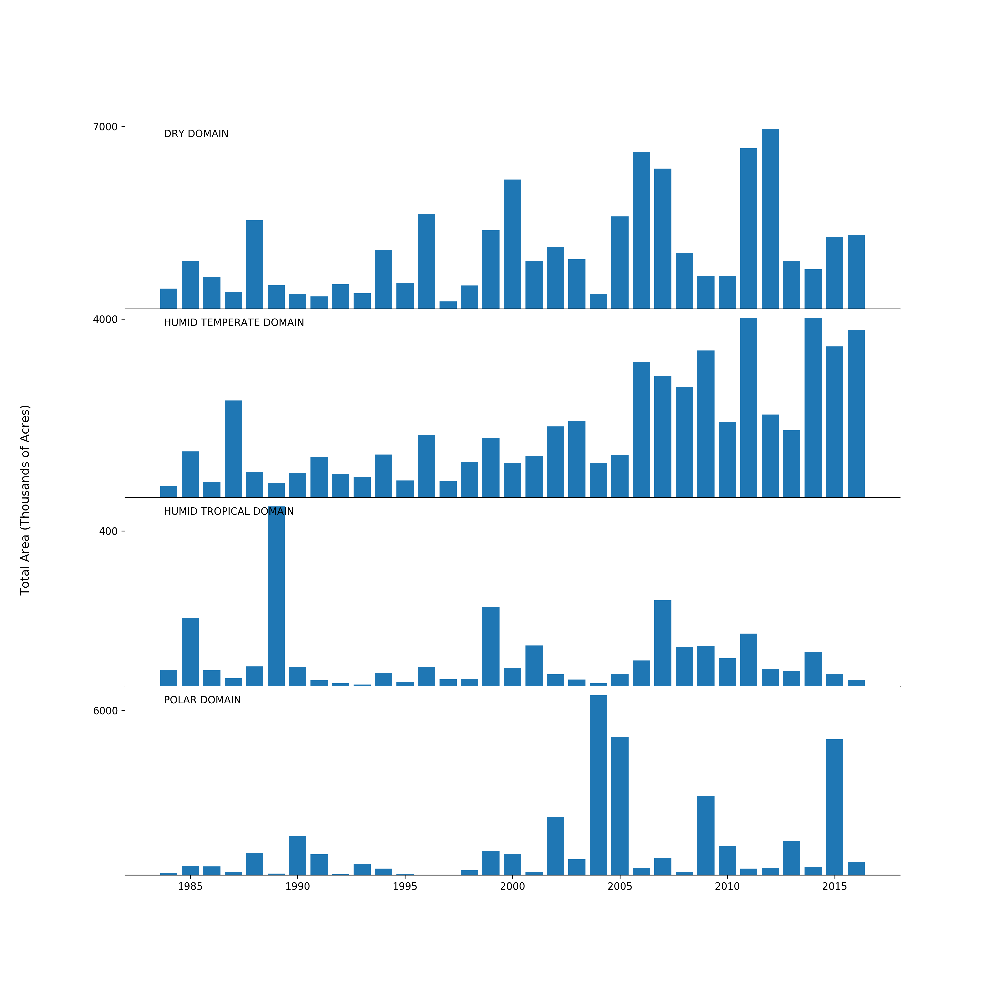 7000
DRY DOMAIN
4000
HUMID TEMPERATE DOMAIN
HUMID TROPICAL DOMAIN
400
Total Area (Thousands of Acres)
POLAR DOMAIN
6000
1985 1990 1995 2000 2005 2010 2015